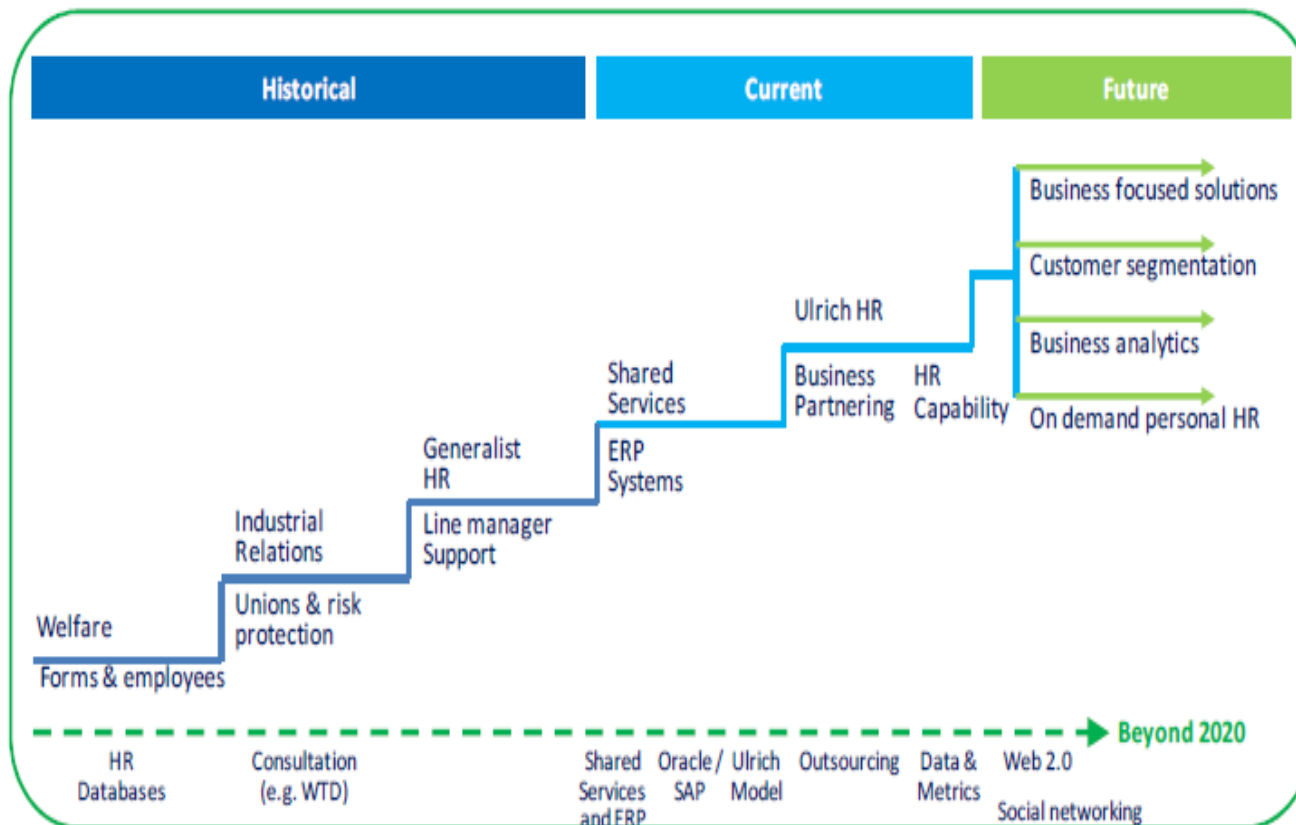 Historical
Current
Future
Business focused solutions
Customer segmentation
Business analytics
On demand personal HR
Ulrich HR
Business
Partnering
HR
Capability
Shared
Services
ERP
Systems
Generalist
HR
Line manager
Support
Industrial
Relations
Unions & risk
protection
Welfare
Forms & employees
Beyond 2020
HR
Databases
Consultation
(e.g. WTD)
Shared
Services
and ERP
Oracle /
SAP
Ulrich
Model
Outsourcing
Data &
Metrics
Web 2.0
Social networking